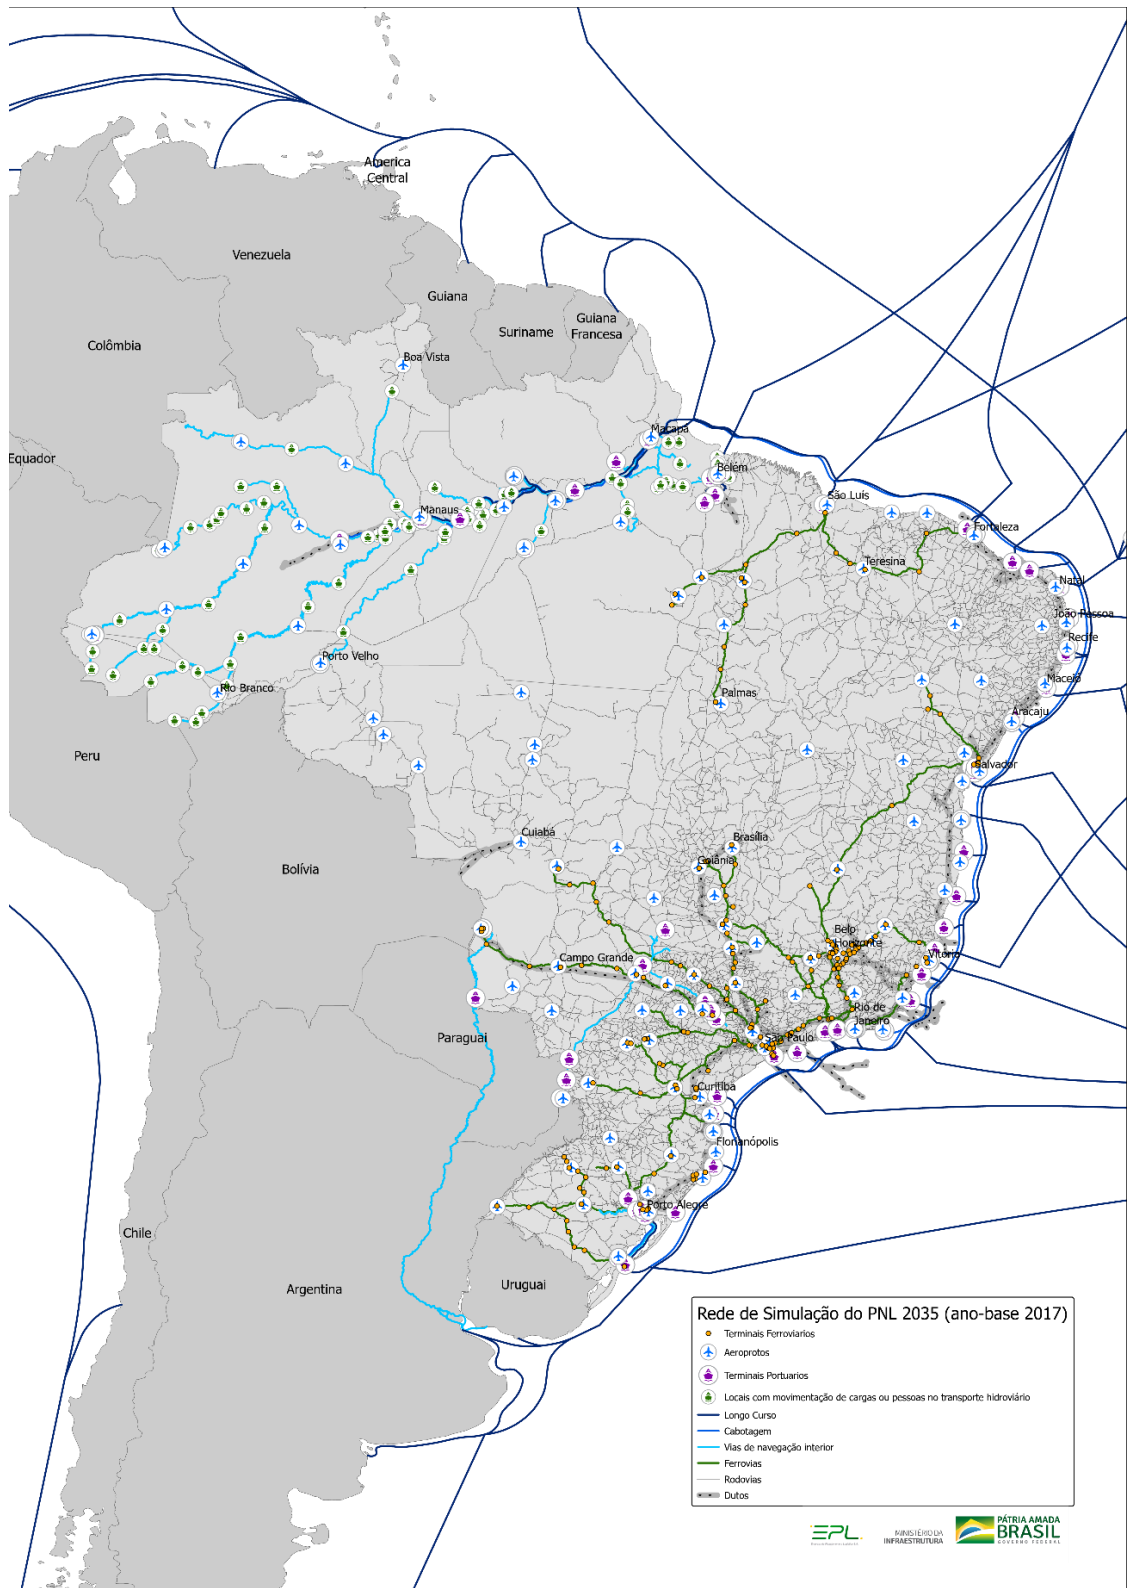 America
Central
Venezuela
Guiana
Suriname
Guiana
Francesa
Colômbia
Boa Vista
Equador
Macapá
Belém
São Luís
Manaus
Fortaleza
Teresina
Natal
João Pessoa
Recife
Porto Velho
Rio Branco
Palmas
Maceió
Aracaju
Peru
Salvador
Cuiabá
Brasília
Goiânia
Bolívia
Belo
Horizonte
Vitória
Campo Grande
Rio de
Janeiro
Paraguai
São Paulo
Curitiba
Florianópolis
Porto Alegre
Chile
Argentina
Uruguai
Rede de Simulação do PNL 2035 (ano-base 2017)
Terminais Ferroviarios
Aeroprotos
Terminais Portuarios
Locais com movimentação de cargas ou pessoas no transporte hidroviário
Longo Curso
Cabotagem
Vias de navegação interior
Ferrovias
Rodovias
Dutos
EPL
MINISTÉRIO DA
INFRAESTRUTURA
PÁTRIA AMADA
BRASIL
GOVERNO FEDERAL